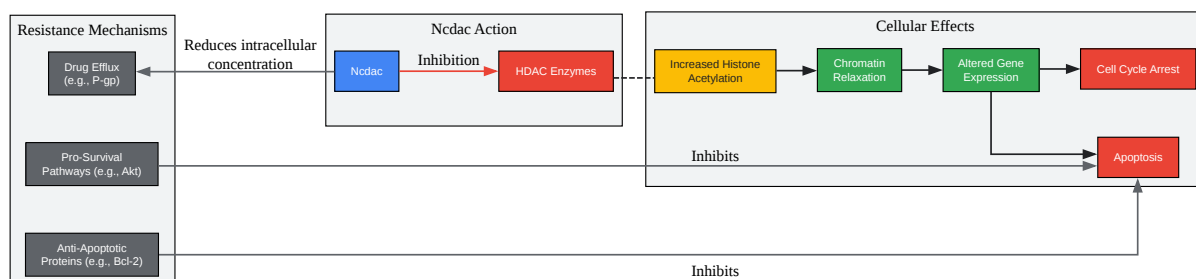 Resistance Mechanisms
Drug Efflux
(e.g., P-gp)
Pro-Survival
Pathways (e.g., Akt)
Anti-Apoptotic
Proteins (e.g., Bcl-2)
Reduces intracellular
concentration
Ncdac Action
Ncdac
Inhibition
HDAC Enzymes
Cellular Effects
Increased Histone
Acetylation
Chromatin
Relaxation
Altered Gene
Expression
Cell Cycle Arrest
Inhibits
Apoptosis
Inhibits